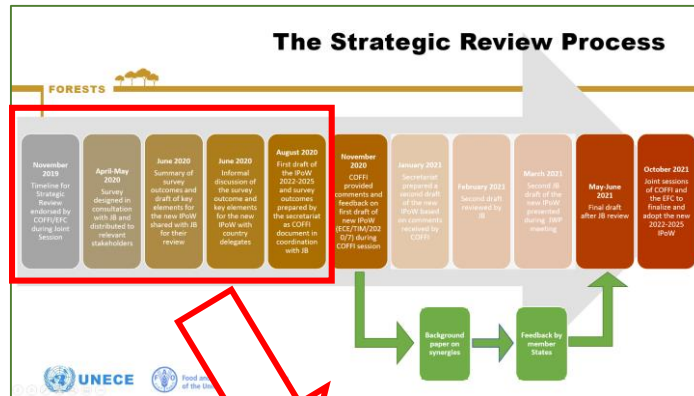 The Strategic Review Process
FORESTS
November
2019
Timeline for
Strategic
Review
endorsed by
COFFI/EFC
during Joint
Session
April-May
2020
Survey
designed in
consultation
with JB and
distributed to
relevant
stakeholders
June 2020
Summary of
survey
outcomes and
draft of key
elements for
the new IPoW
shared with JB
for their
review
June 2020
Informal
discussion of
the survey
outcome and
key elements
for the new
IPoW with
country
delegates
August 2020
First draft of
the IPoW
2022-2025
and survey
outcomes
prepared by
the secretariat
as COFFI
document in
coordination
with JB
November
2020
COFFI
provided
comments and
feedback on
first draft of
new IPoW
(ECE/TIM/202
0/7) during
COFFI session
January 2021
Secretariat
prepared a
second draft
of the new
IPoW based
on comments
received by
COFFI
February 2021
Second draft
reviewed by
JB
March 2021
Second JB
draft of the
new IPoW
presented
during JWP
meeting
May-June
2021
Final draft
after JB review
October 2021
Joint sessions
of COFFI and
the EFC to
finalize and
adopt the new
2022-2025
IPoW
Background
paper on
synergies
Feedback by
member
States
UNECE
Food an
of the Un